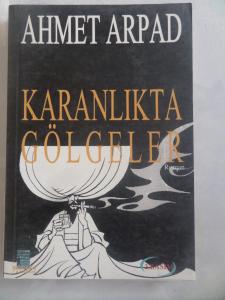 AHMET ARPAD
KARANLIKTA
GÖLGELER
Roman